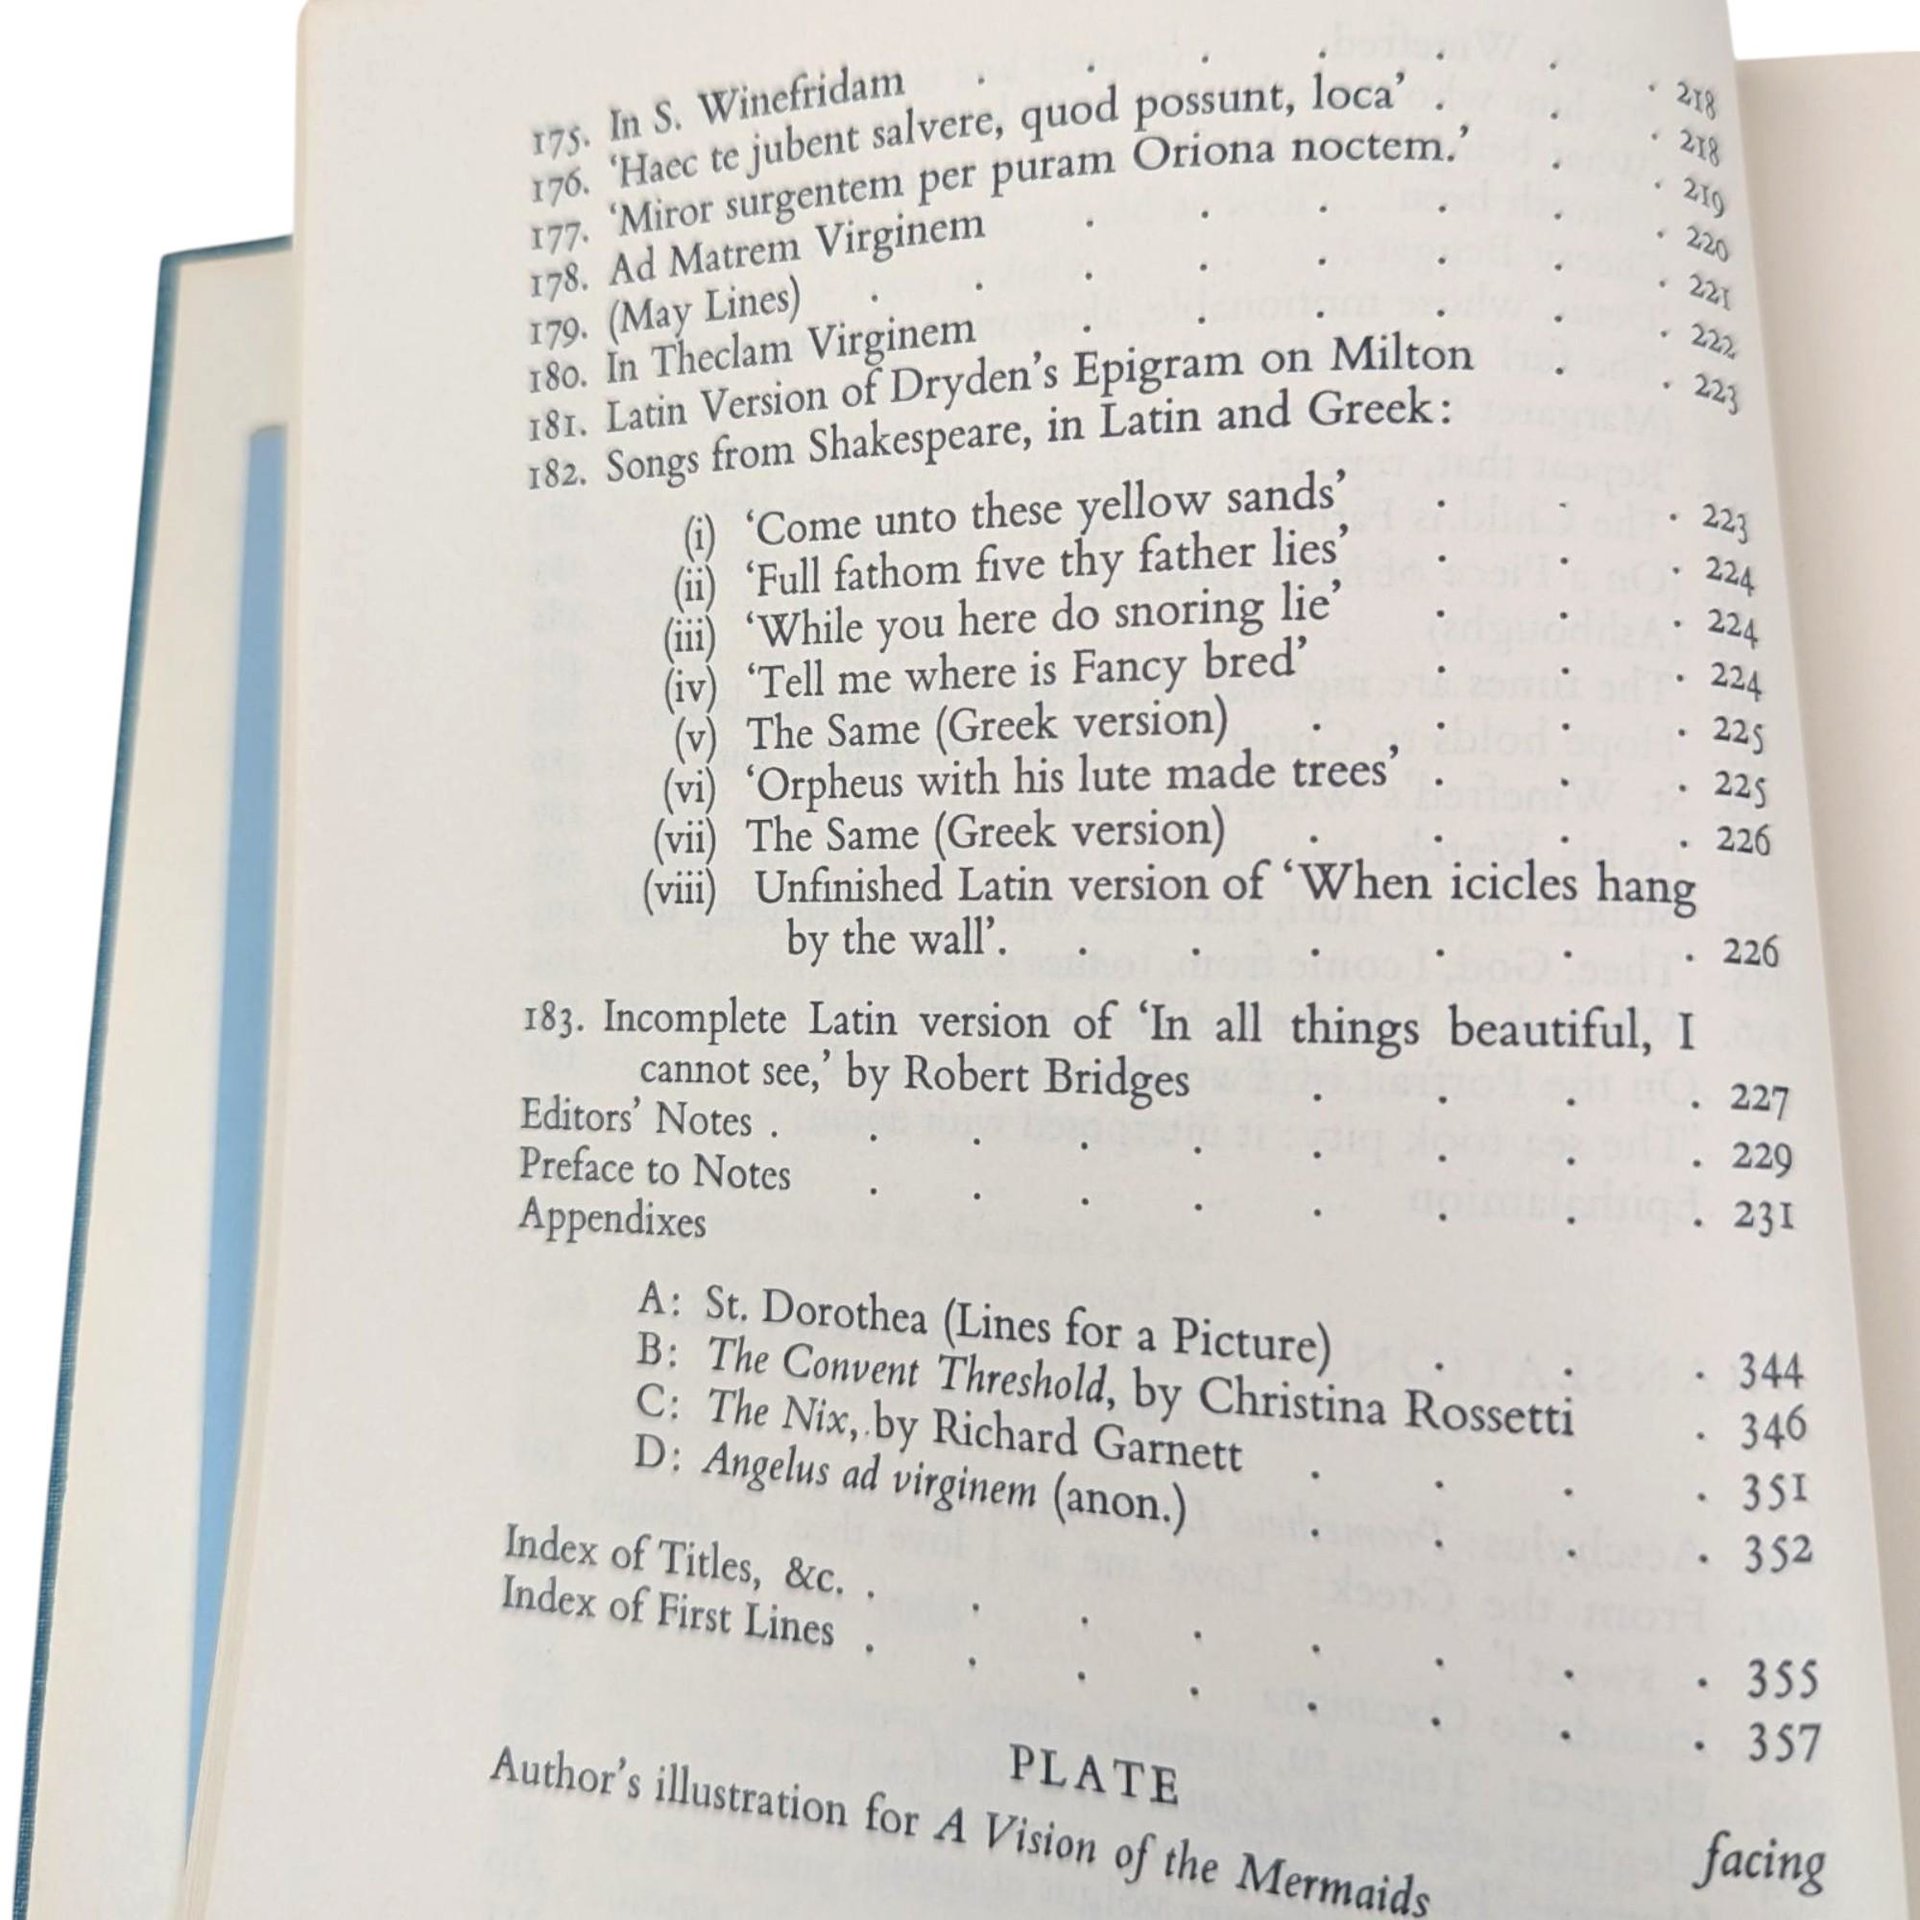 175. In S. Winefridam . . . . . . . 218
176. ‘Haec te jubent salvere, quod possunt, loca’ . . . 218
177. ‘Miror surgentem per puram Oriona noctem.’ . . 219
178. Ad Matrem Virginem . . . . . . 220
179. (May Lines) . . . . . . . . 221
180. In Theclam Virginem . . . . . . 222
181. Latin Version of Dryden’s Epigram on Milton . . 223
182. Songs from Shakespeare, in Latin and Greek:
(i) ‘Come unto these yellow sands’ . . . 223
(ii) ‘Full fathom five thy father lies’ . . . 224
(iii) ‘While you here do snoring lie’ . . . 224
(iv) ‘Tell me where is Fancy bred’ . . . 224
(v) The Same (Greek version) . . . . 225
(vi) ‘Orpheus with his lute made trees’ . . . 225
(vii) The Same (Greek version) . . . . 226
(viii) Unfinished Latin version of ‘When icicles hang
by the wall’. . . . . . . 226
183. Incomplete Latin version of ‘In all things beautiful, I
cannot see,’ by Robert Bridges . . . . 227
Editors’ Notes . . . . . . . . . 229
Preface to Notes . . . . . . . . 231
Appendixes
A: St. Dorothea (Lines for a Picture) . . . 344
B: The Convent Threshold, by Christina Rossetti . 346
C: The Nix, by Richard Garnett . . . . 351
D: Angelus ad virginem (anon.) . . . . 352
Index of Titles, &c. . . . . . . . . 355
Index of First Lines . . . . . . . . . 357
PLATE
Author’s illustration for A Vision of the Mermaids facing